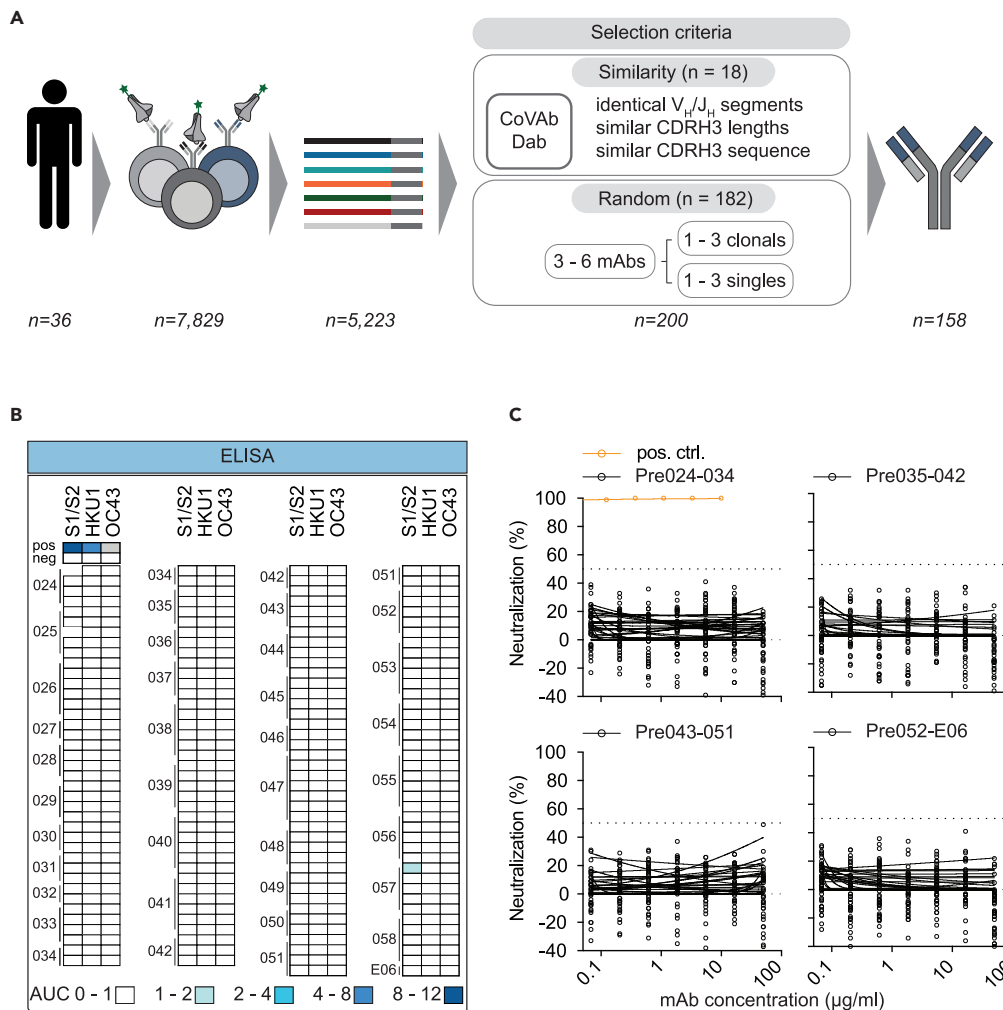 A
Selection criteria
Similarity (n = 18)
CoVAb
Dab
identical VH/JH segments
similar CDRH3 lengths
similar CDRH3 sequence
Random (n = 182)
3 - 6 mAbs
1 - 3 clonals
1 - 3 singles
n=36
n=7,829
n=5,223
n=200
n=158
B
ELISA
S1/S2
HKU1
OC43
S1/S2
HKU1
OC43
S1/S2
HKU1
OC43
S1/S2
HKU1
OC43
pos
neg
024
025
026
027
028
029
030
031
032
033
034
034
035
036
037
038
039
040
041
042
042
043
044
045
046
047
048
049
050
051
051
052
053
054
055
056
057
058
E06
AUC 0 - 1
1 - 2
2 - 4
4 - 8
8 - 12
C
pos. ctrl.
Pre024-034
Pre035-042
Neutralization (%)
100
80
60
40
20
0
-20
-40
Pre043-051
Pre052-E06
Neutralization (%)
100
80
60
40
20
0
-20
-40
0.1
1
10
100
0.1
1
10
100
mAb concentration (µg/ml)